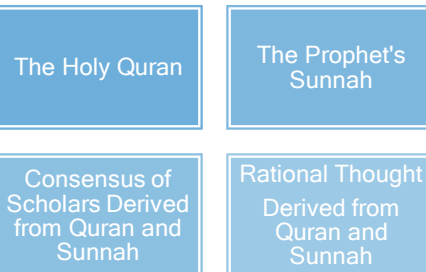 The Holy Quran
The Prophet's
Sunnah
Consensus of
Scholars Derived
from Quran and
Sunnah
Rational Thought
Derived from
Quran and
Sunnah